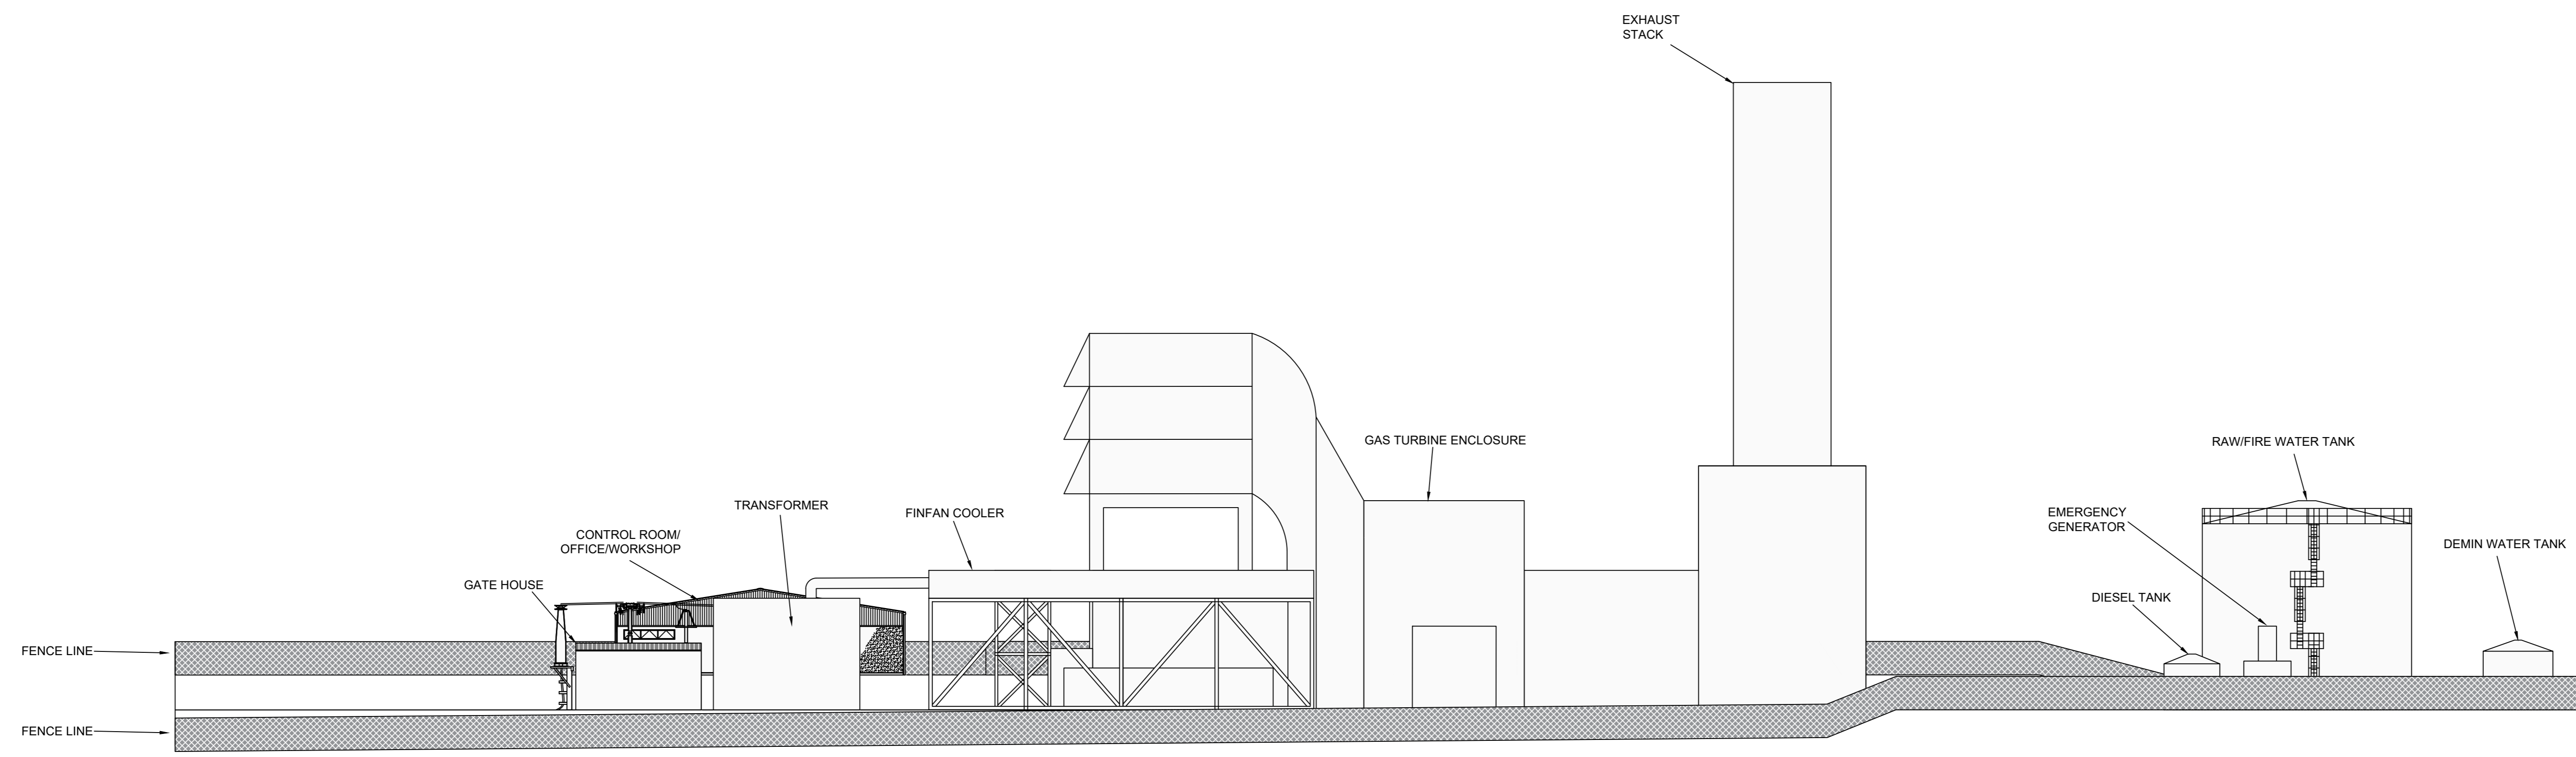 EXHAUST
STACK
GAS TURBINE ENCLOSURE
RAW/FIRE WATER TANK
TRANSFORMER
FINFAN COOLER
EMERGENCY
GENERATOR
CONTROL ROOM/
OFFICE/WORKSHOP
DEMIN WATER TANK
GATE HOUSE
DIESEL TANK
FENCE LINE
FENCE LINE